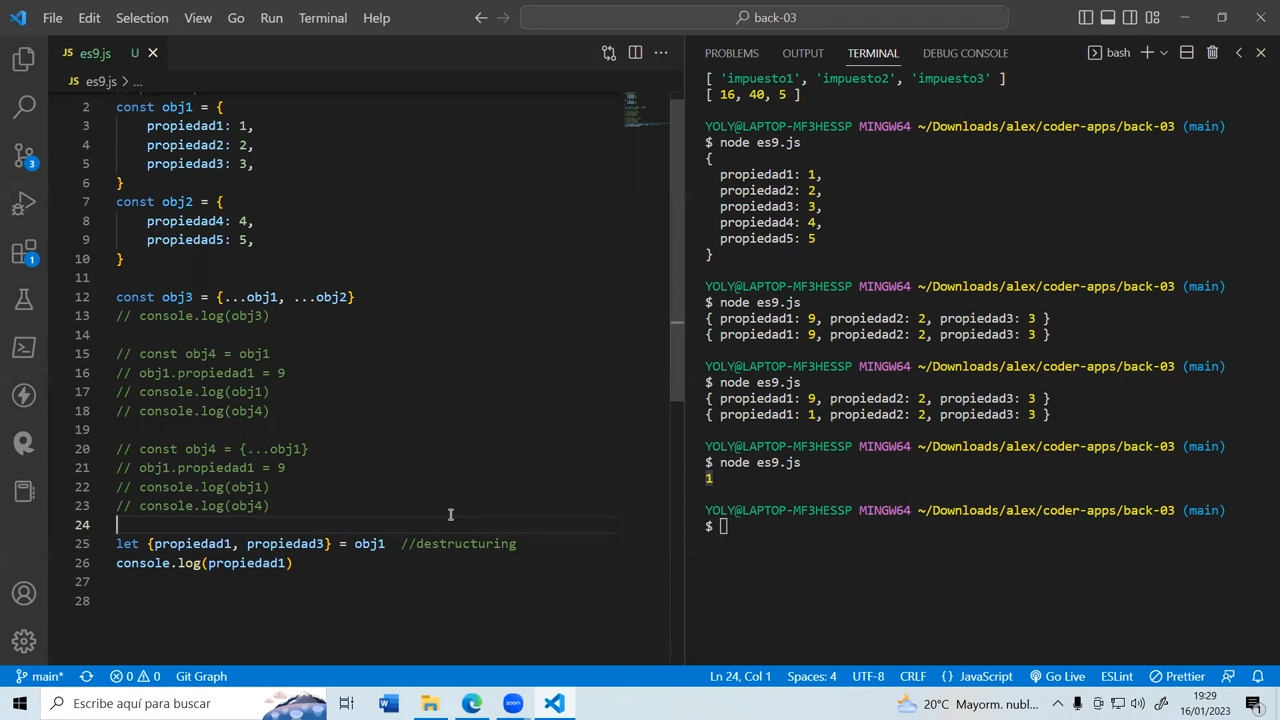 File Edit Selection View Go Run Terminal Help
back-03
JS es9.js U
JS es9.js > ...
2 const obj1 = {
3 propiedad1: 1,
4 propiedad2: 2,
5 propiedad3: 3,
6 }
7 const obj2 = {
8 propiedad4: 4,
9 propiedad5: 5,
10 }
11
12 const obj3 = {...obj1, ...obj2}
13 // console.log(obj3)
14
15 // const obj4 = obj1
16 // obj1.propiedad1 = 9
17 // console.log(obj1)
18 // console.log(obj4)
19
20 // const obj4 = {...obj1}
21 // obj1.propiedad1 = 9
22 // console.log(obj1)
23 // console.log(obj4)
24
25 let {propiedad1, propiedad3} = obj1 //destructuring
26 console.log(propiedad1)
27
28
3
1
PROBLEMS OUTPUT TERMINAL DEBUG CONSOLE
bash
[ 'impuesto1', 'impuesto2', 'impuesto3' ]
[ 16, 40, 5 ]
YOLY@LAPTOP-MF3HESSP MINGW64 ~/Downloads/alex/coder-apps/back-03 (main)
$ node es9.js
{
propiedad1: 1,
propiedad2: 2,
propiedad3: 3,
propiedad4: 4,
propiedad5: 5
}
YOLY@LAPTOP-MF3HESSP MINGW64 ~/Downloads/alex/coder-apps/back-03 (main)
$ node es9.js
{ propiedad1: 9, propiedad2: 2, propiedad3: 3 }
{ propiedad1: 9, propiedad2: 2, propiedad3: 3 }
YOLY@LAPTOP-MF3HESSP MINGW64 ~/Downloads/alex/coder-apps/back-03 (main)
$ node es9.js
{ propiedad1: 9, propiedad2: 2, propiedad3: 3 }
{ propiedad1: 1, propiedad2: 2, propiedad3: 3 }
YOLY@LAPTOP-MF3HESSP MINGW64 ~/Downloads/alex/coder-apps/back-03 (main)
$ node es9.js
1
YOLY@LAPTOP-MF3HESSP MINGW64 ~/Downloads/alex/coder-apps/back-03 (main)
$
main* 0 0 Git Graph
Ln 24, Col 1 Spaces: 4 UTF-8 CRLF {} JavaScript Go Live ESLint Prettier
Escribe aquí para buscar
20°C Mayorm. nubl...
19:29
16/01/2023
1